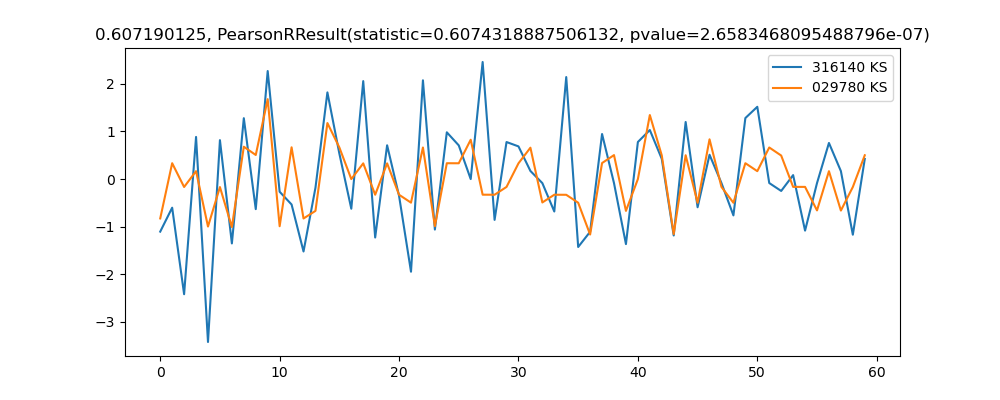 0.607190125, PearsonRResult(statistic=0.6074318887506132, pvalue=2.6583468095488796e-07)
316140 KS
029780 KS
2
1
0
−1
−2
−3
0 10 20 30 40 50 60